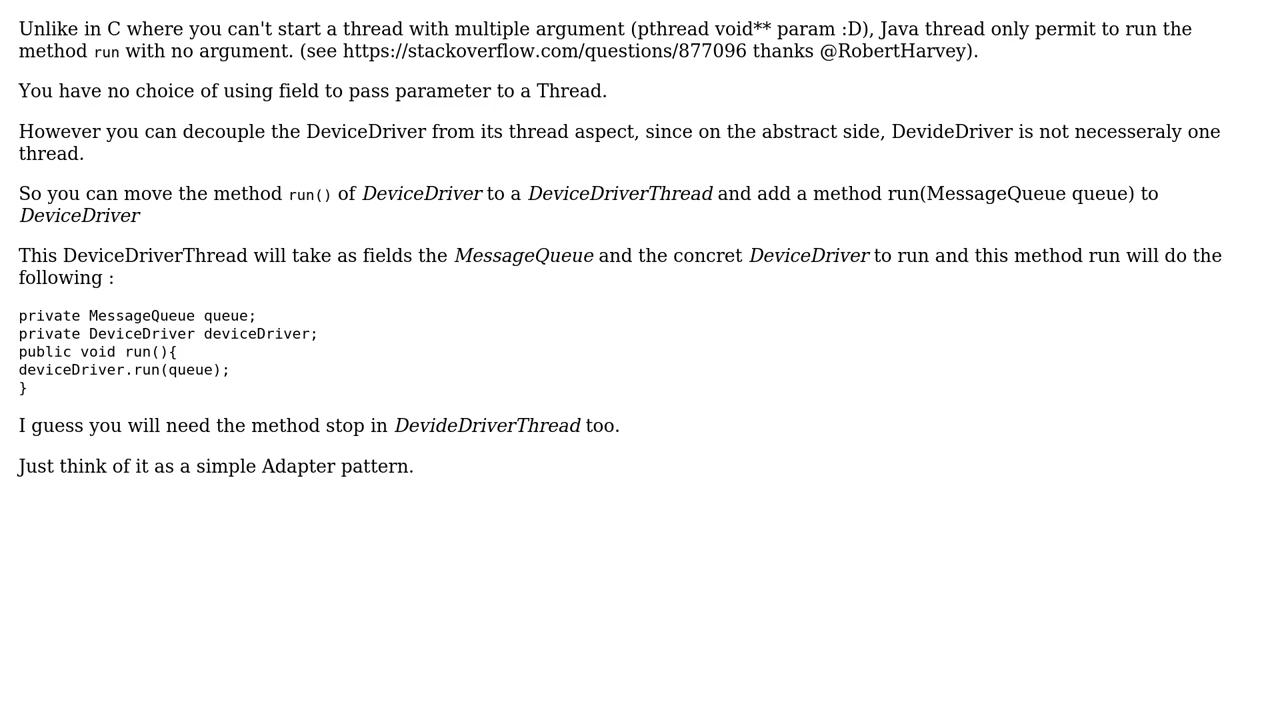 Unlike in C where you can't start a thread with multiple argument (pthread void** param :D), Java thread only permit to run the
method run with no argument. (see https://stackoverflow.com/questions/877096 thanks @RobertHarvey).
You have no choice of using field to pass parameter to a Thread.
However you can decouple the DeviceDriver from its thread aspect, since on the abstract side, DevideDriver is not necesseraly one
thread.
So you can move the method run() of DeviceDriver to a DeviceDriverThread and add a method run(MessageQueue queue) to
DeviceDriver
This DeviceDriverThread will take as fields the MessageQueue and the concret DeviceDriver to run and this method run will do the
following :
private MessageQueue queue;
private DeviceDriver deviceDriver;
public void run(){
deviceDriver.run(queue);
}
I guess you will need the method stop in DevideDriverThread too.
Just think of it as a simple Adapter pattern.